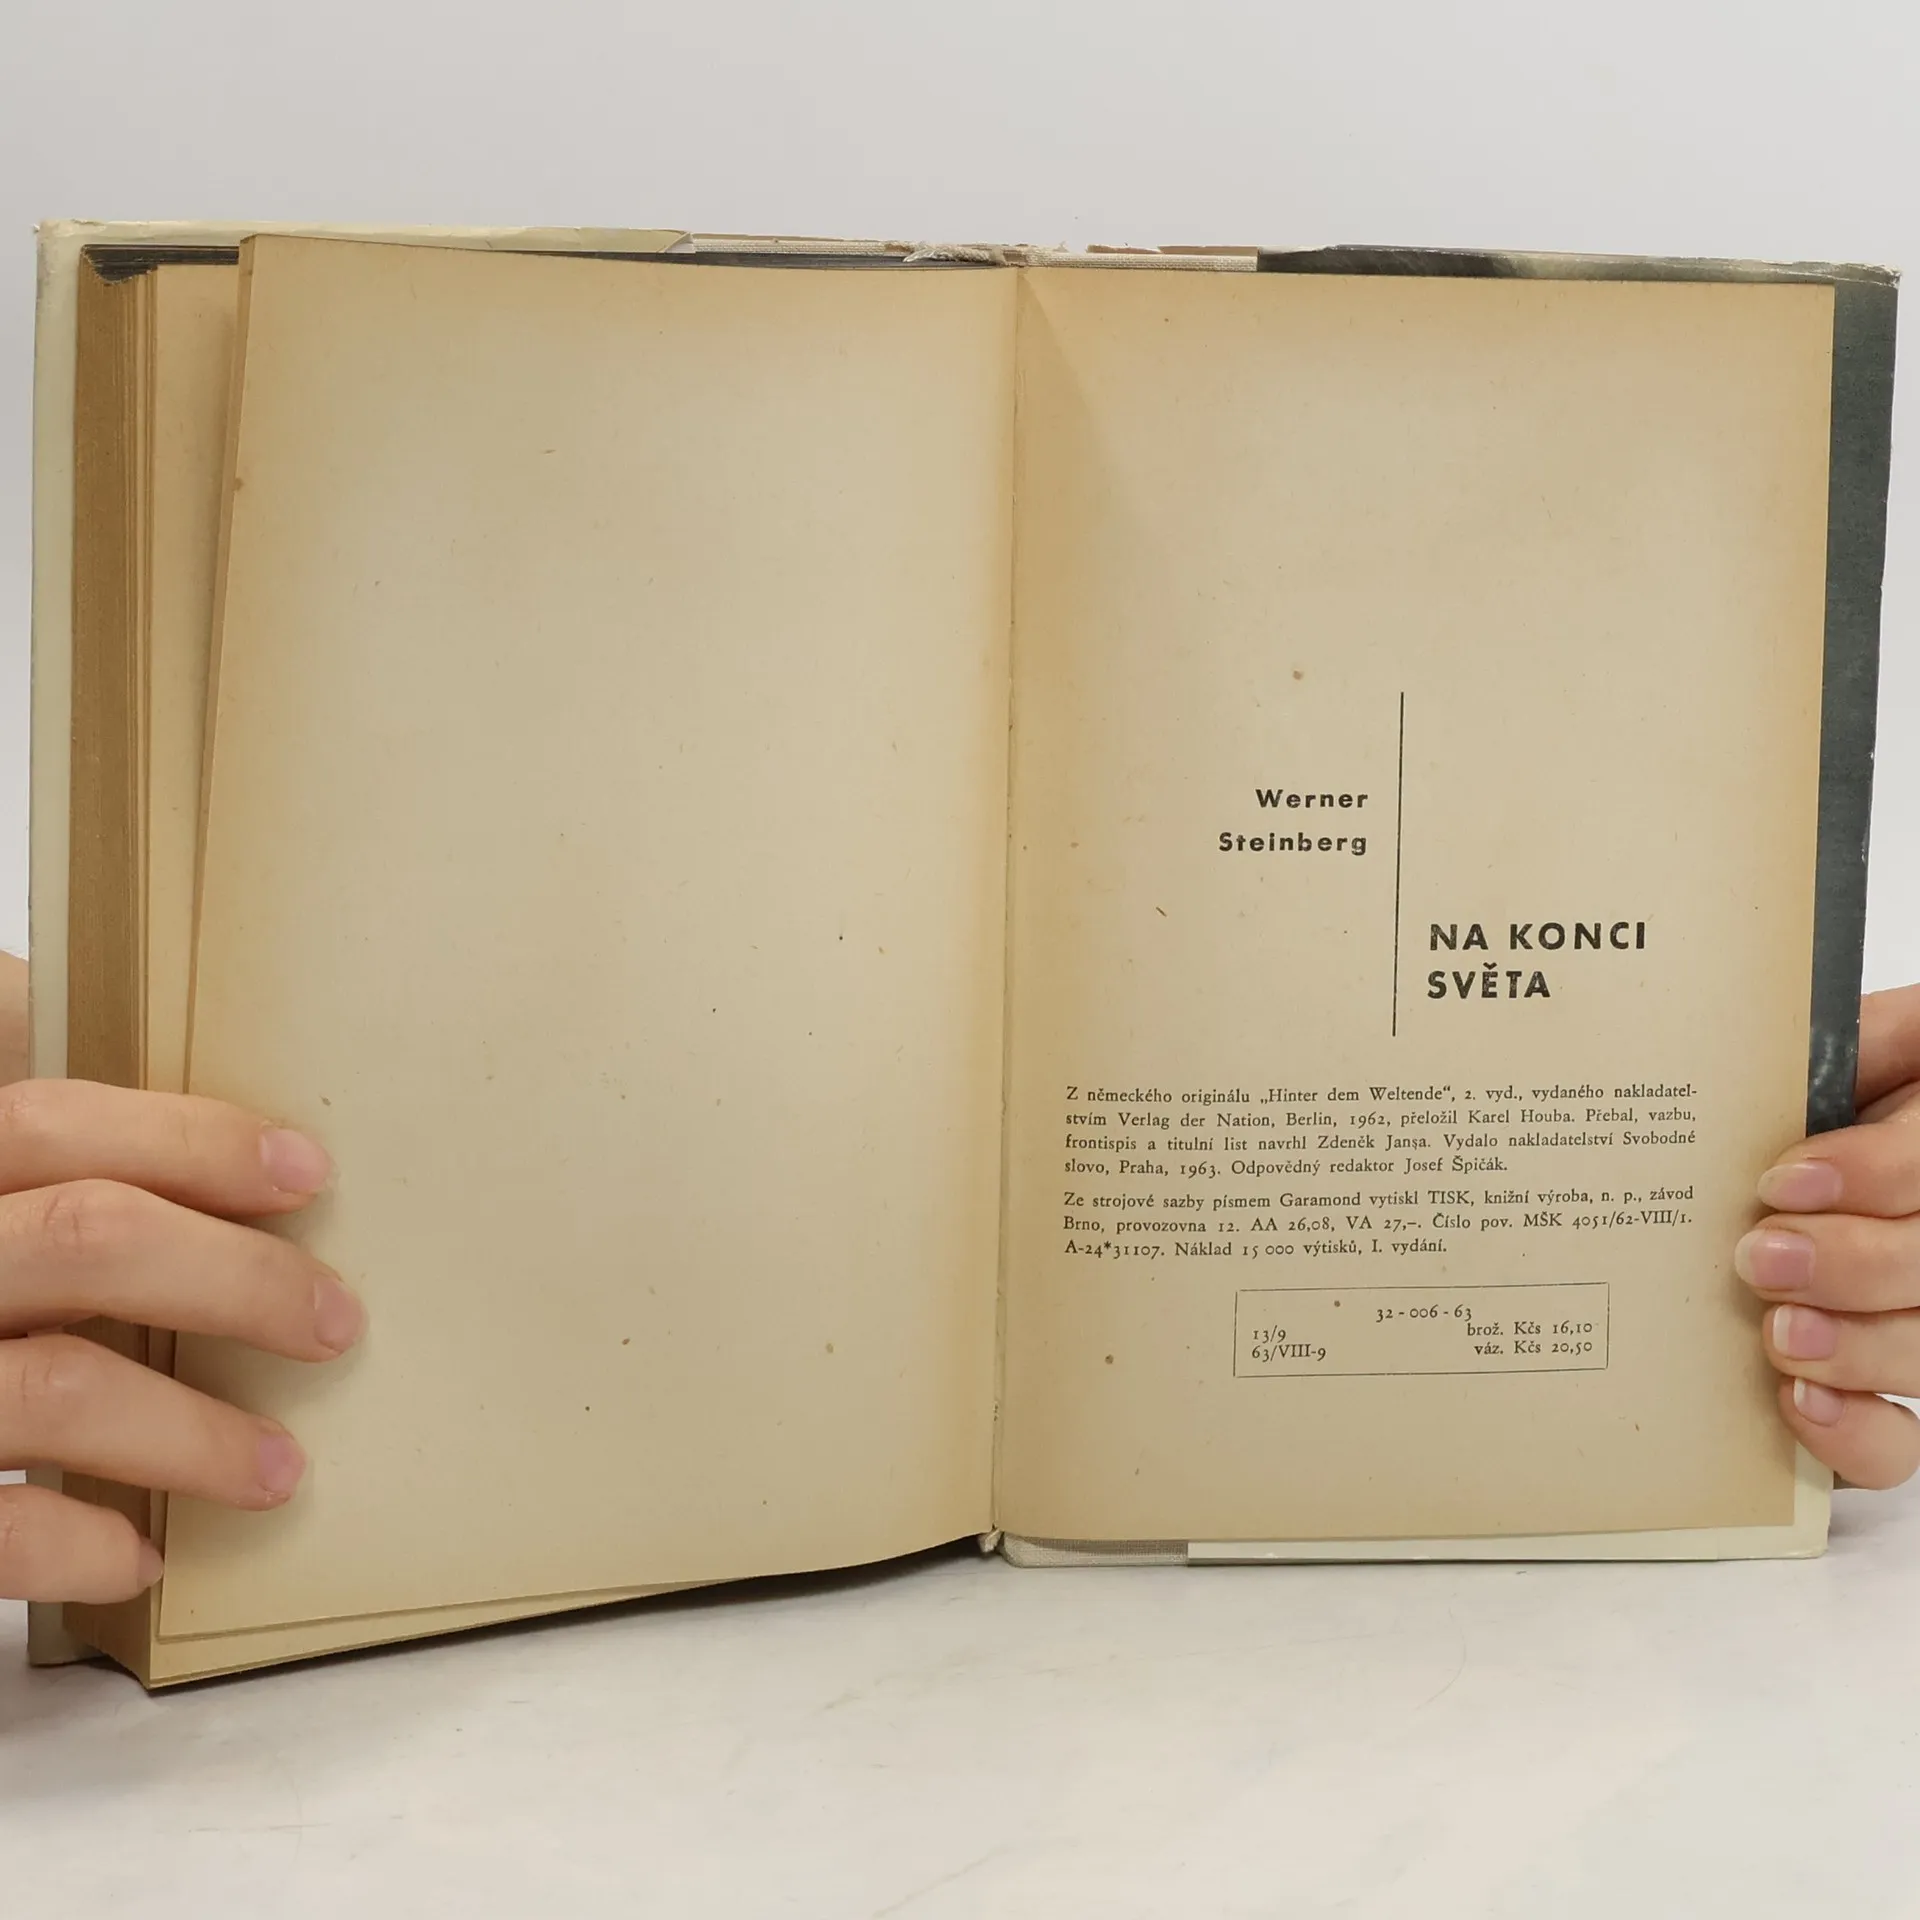 Werner
Steinberg
NA KONCI
SVĚTA
Z německého originálu „Hinter dem Weltende“, 2. vyd., vydaného nakladatel-
stvím Verlag der Nation, Berlin, 1962, přeložil Karel Houba. Přebal, vazbu,
frontispis a titulní list navrhl Zdeněk Janşa. Vydalo nakladatelství Svobodné
slovo, Praha, 1963. Odpovědný redaktor Josef Špičák.
Ze strojové sazby písmem Garamond vytiskl TISK, knižní výroba, n. p., závod
Brno, provozovna 12. AA 26,08, VA 27,–. Číslo pov. MŠK 4051/62-VIII/1.
A-24*31107. Náklad 15 000 výtisků, I. vydání.
32 - 006 - 63
13/9 brož. Kčs 16,10
63/VIII-9 váz. Kčs 20,50